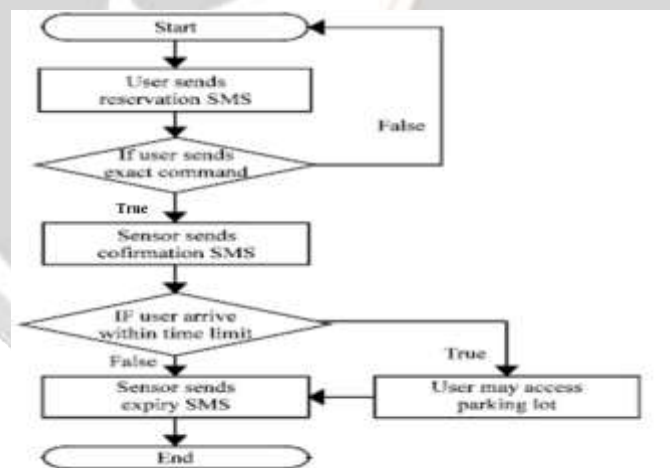 Start
User sends
reservation SMS
False
If user sends
exact command
True
Sensor sends
cofirmation SMS
IF user arrive
within time limit
False
True
Sensor sends
expiry SMS
User may access
parking lot
End